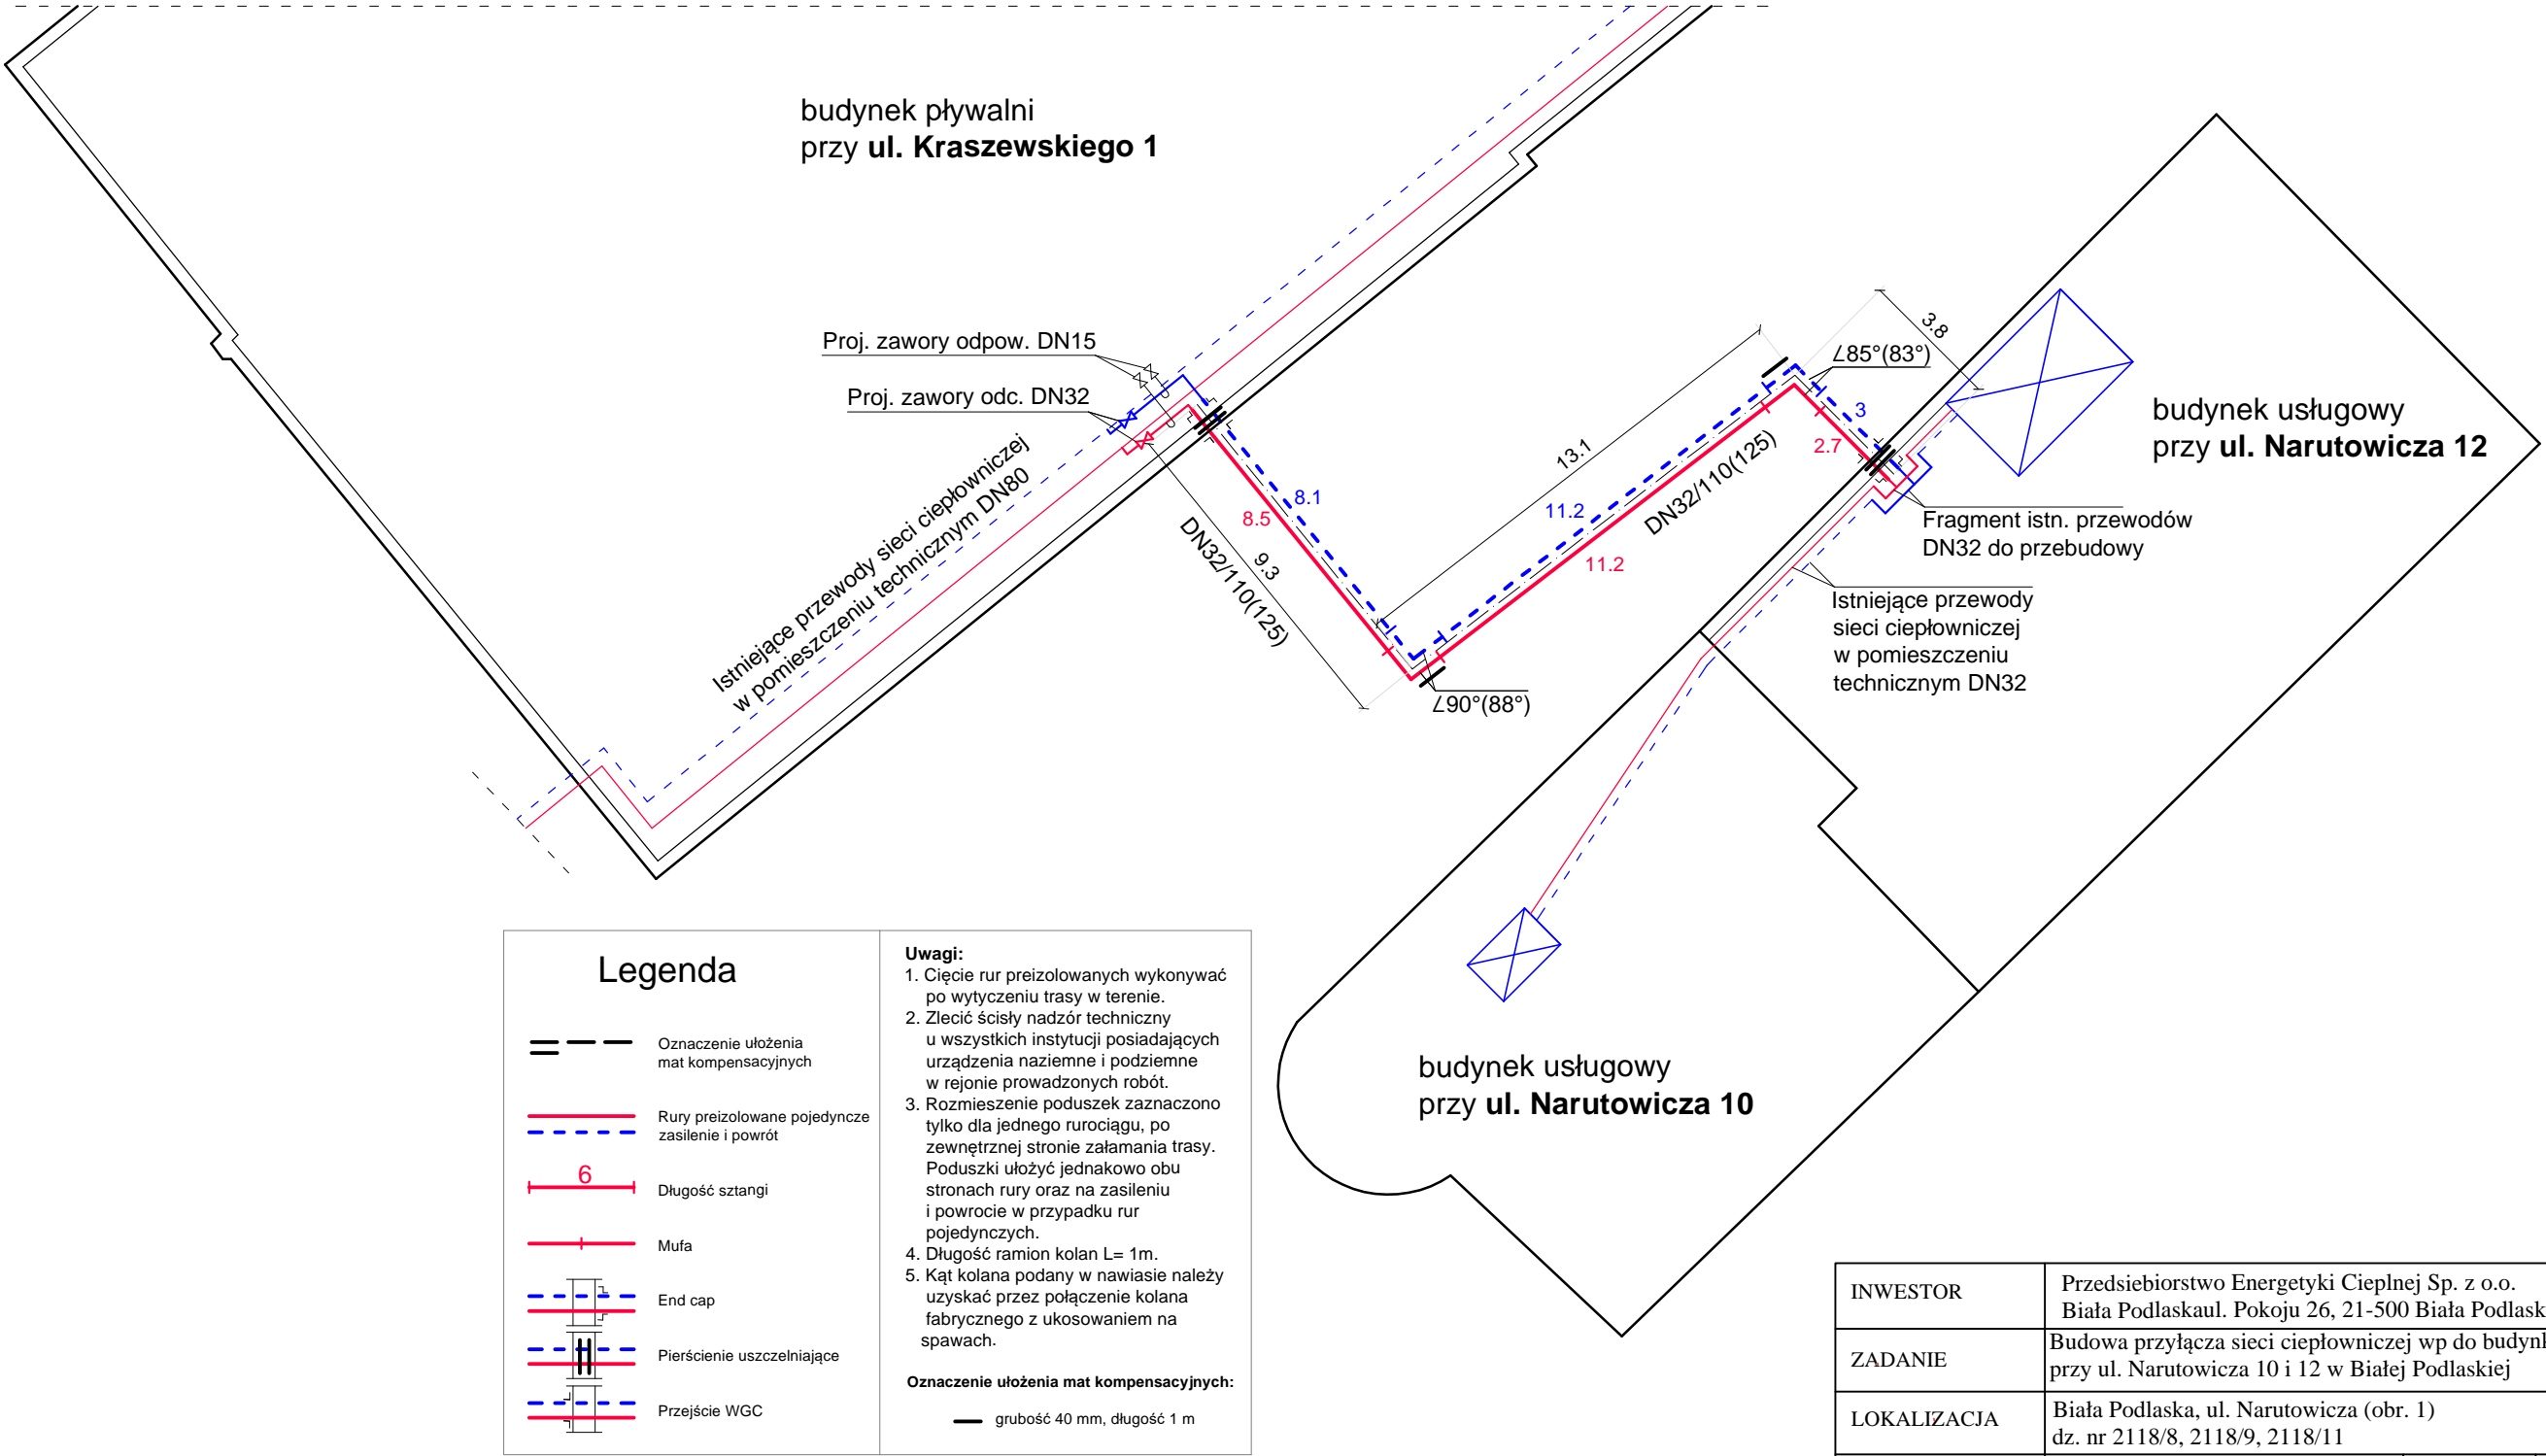 budynek pływalni
przy ul. Kraszewskiego 1
Proj. zawory odpow. DN15
Proj. zawory odc. DN32
Istniejące przewody sieci ciepłowniczej
w pomieszczeniu technicznym DN80
8.1
8.5
9.3
DN32/110(125)
13.1
11.2
11.2
DN32/110(125)
∠90°(88°)
∠85°(83°)
3.8
3
2.7
budynek usługowy
przy ul. Narutowicza 12
Fragment istn. przewodów
DN32 do przebudowy
Istniejące przewody
sieci ciepłowniczej
w pomieszczeniu
technicznym DN32
budynek usługowy
przy ul. Narutowicza 10
Legenda
Oznaczenie ułożenia
mat kompensacyjnych
Rury preizolowane pojedyncze
zasilenie i powrót
6
Długość sztangi
Mufa
End cap
Pierścienie uszczelniające
Przejście WGC
Uwagi:
1. Cięcie rur preizolowanych wykonywać
po wytyczeniu trasy w terenie.
2. Zlecić ścisły nadzór techniczny
u wszystkich instytucji posiadających
urządzenia naziemne i podziemne
w rejonie prowadzonych robót.
3. Rozmieszenie poduszek zaznaczono
tylko dla jednego rurociągu, po
zewnętrznej stronie załamania trasy.
Poduszki ułożyć jednakowo obu
stronach rury oraz na zasileniu
i powrocie w przypadku rur
pojedynczych.
4. Długość ramion kolan L= 1m.
5. Kąt kolana podany w nawiasie należy
uzyskać przez połączenie kolana
fabrycznego z ukosowaniem na
spawach.
Oznaczenie ułożenia mat kompensacyjnych:
grubość 40 mm, długość 1 m
INWESTOR
Przedsiebiorstwo Energetyki Cieplnej Sp. z o.o.
Biała Podlaskaul. Pokoju 26, 21-500 Biała Podlask
ZADANIE
Budowa przyłącza sieci ciepłowniczej wp do budyn
przy ul. Narutowicza 10 i 12 w Białej Podlaskiej
LOKALIZACJA
Biała Podlaska, ul. Narutowicza (obr. 1)
dz. nr 2118/8, 2118/9, 2118/11